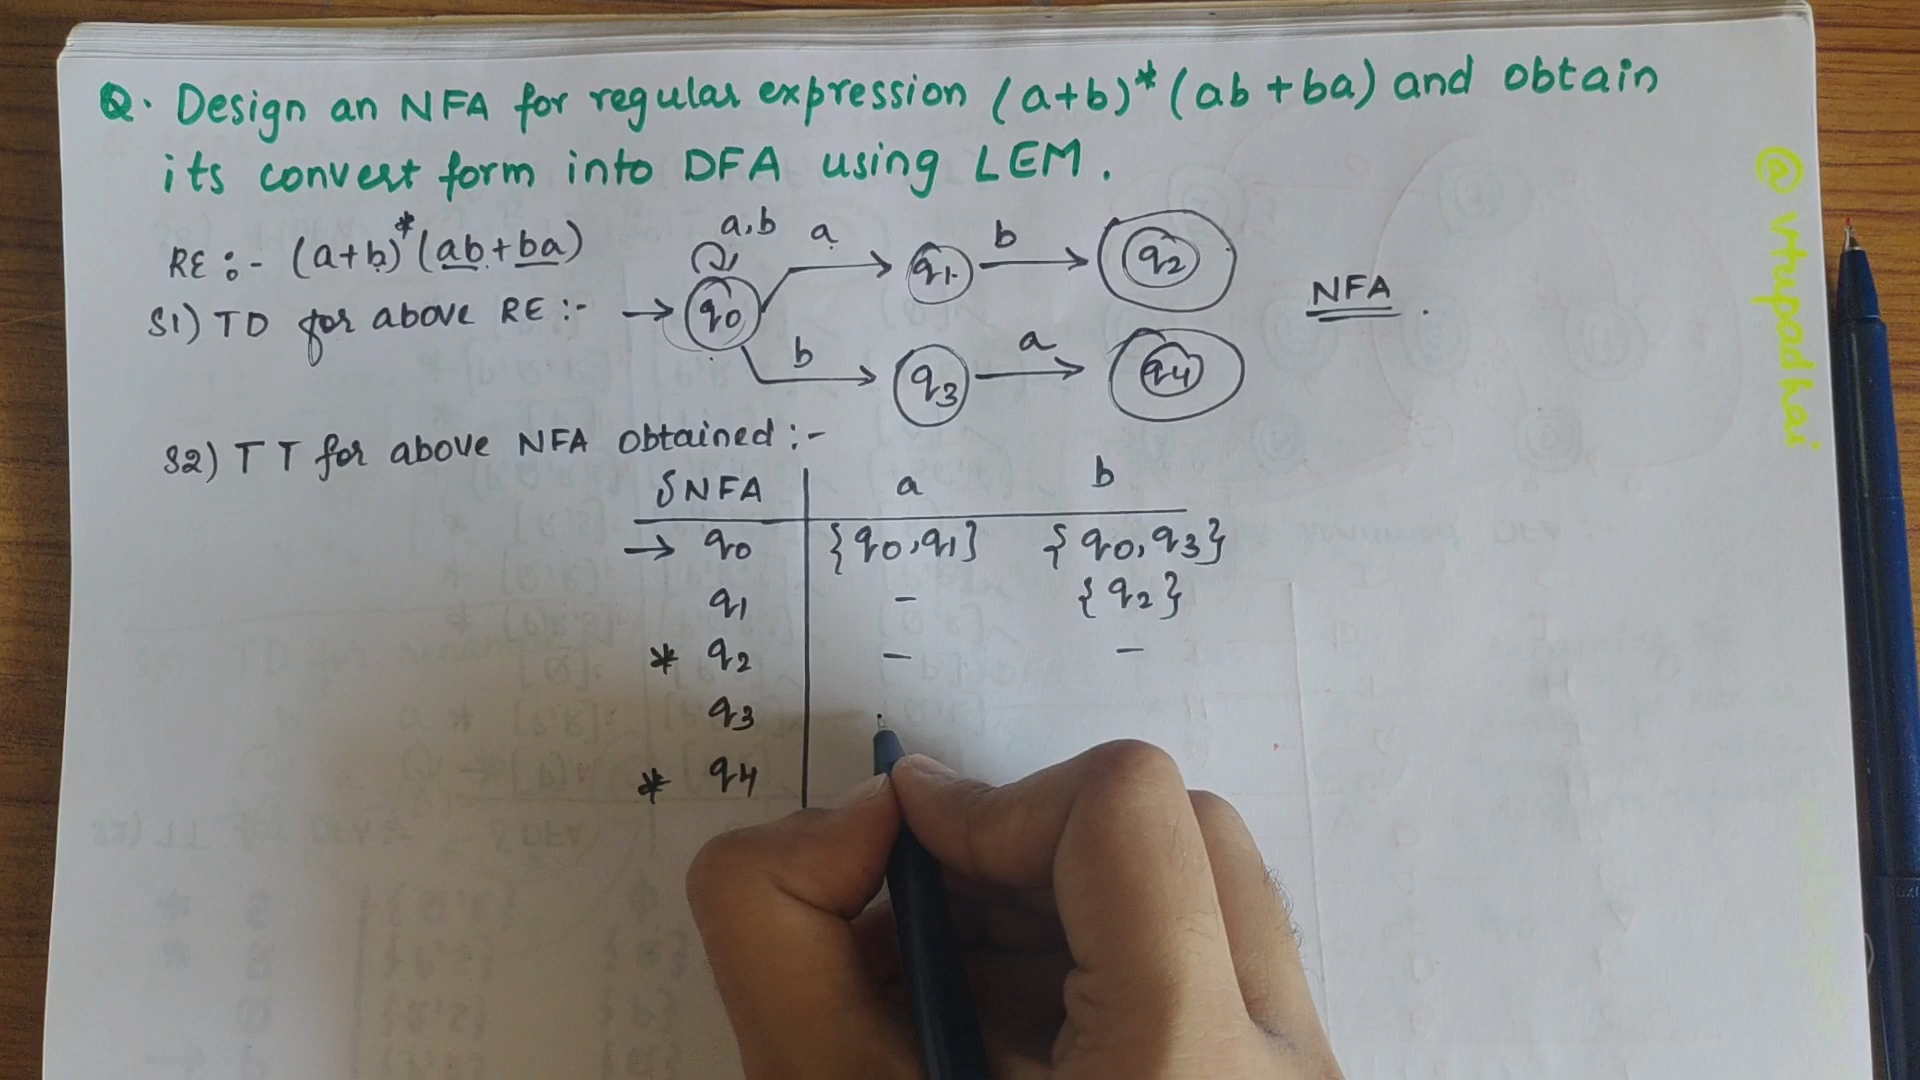 Q. Design an NFA for regular expression (a+b)* (ab+ba) and obtain
its convert form into DFA using LEM.
RE :- (a+b)* (ab+ba)
S1) TD for above RE :-
a,b a b
→ q0 q1 q2
NFA.
b a
q3 q4
S2) TT for above NFA obtained :-
δNFA a b
→ q0 {q0,q1} {q0,q3}
q1 - {q2}
* q2 - -
q3
* q4
@vtupadhai